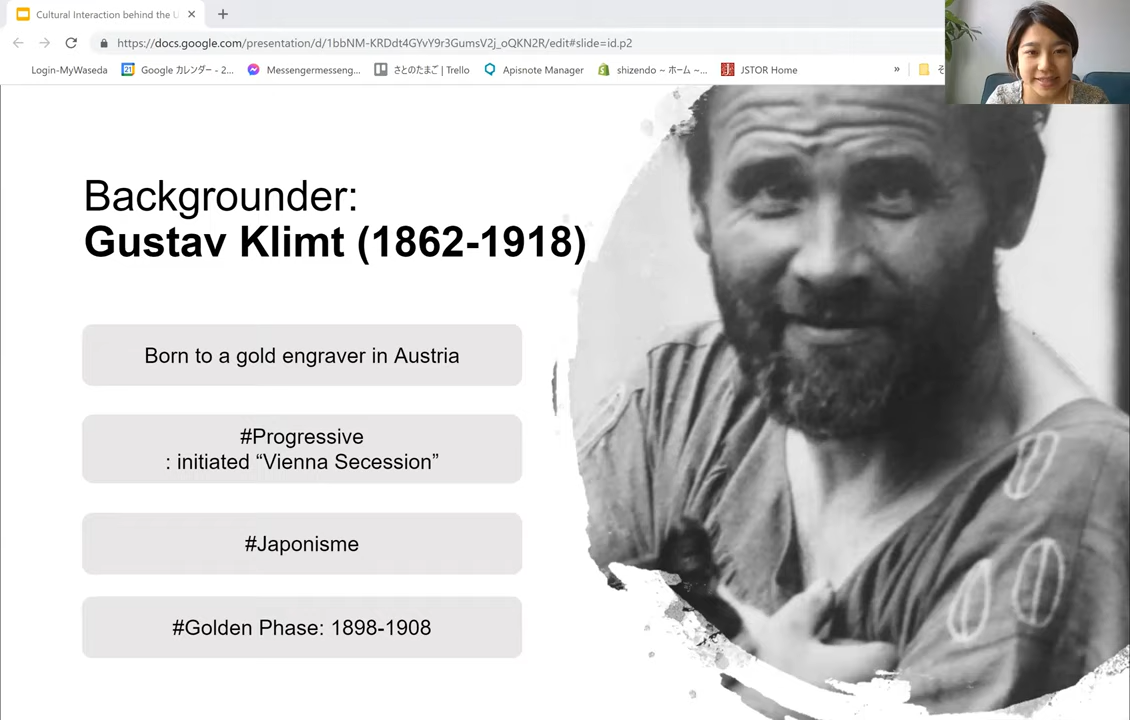 Cultural Interaction behind the U
https://docs.google.com/presentation/d/1bbNM-KRDdt4GYvY9r3GumsV2j_oQKN2R/edit#slide=id.p2
Login-MyWaseda
21
Google カレンダー - 2...
Messengermesseng...
さとのたまご | Trello
Apisnote Manager
shizendo ~ ホーム ~...
JSTOR Home
»
そ
Backgrounder:
Gustav Klimt (1862-1918)
Born to a gold engraver in Austria
#Progressive
: initiated “Vienna Secession”
#Japonisme
#Golden Phase: 1898-1908